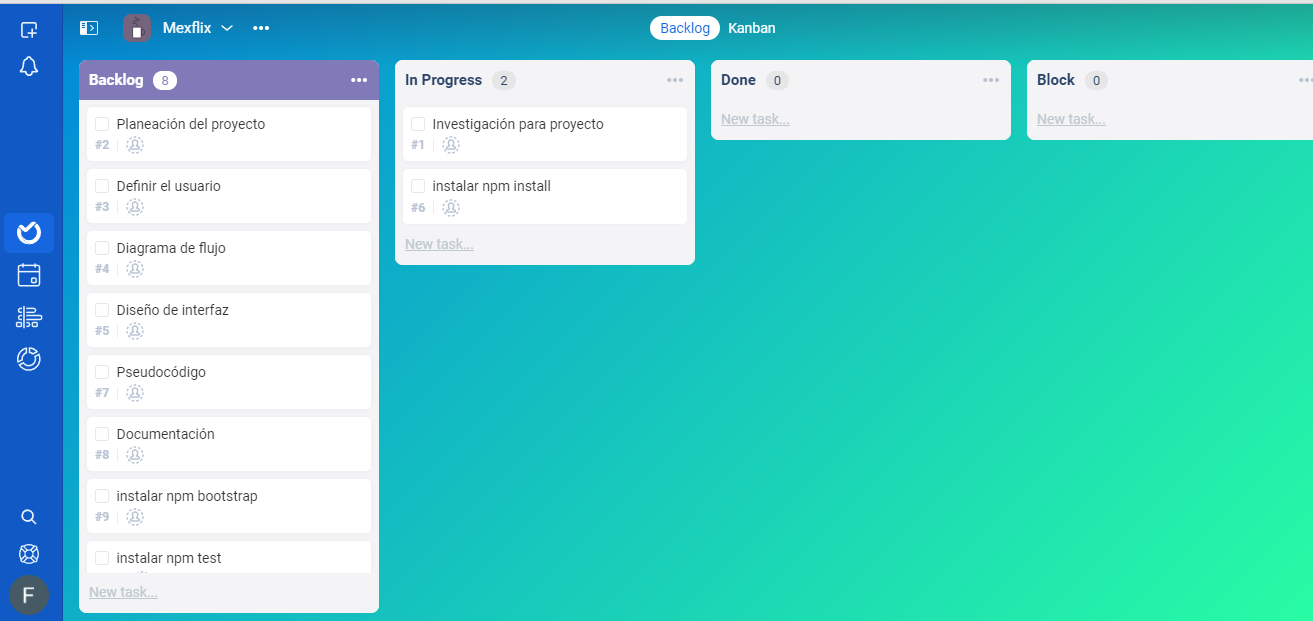 Mexflix
Backlog Kanban
Backlog 8
Planeación del proyecto
#2
Definir el usuario
#3
Diagrama de flujo
#4
Diseño de interfaz
#5
Pseudocódigo
#7
Documentación
#8
instalar npm bootstrap
#9
instalar npm test
New task...
In Progress 2
Investigación para proyecto
#1
instalar npm install
#6
New task...
Done 0
New task...
Block 0
New task...
F